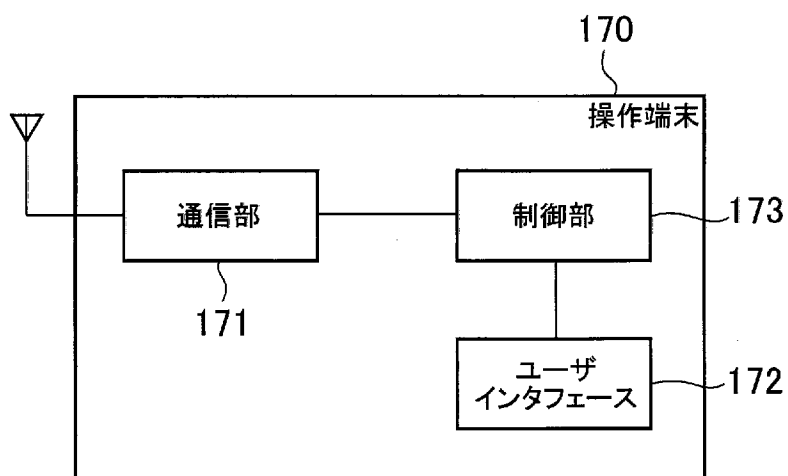 170
操作端末
通信部
制御部
173
171
ユーザ
インタフェース
172